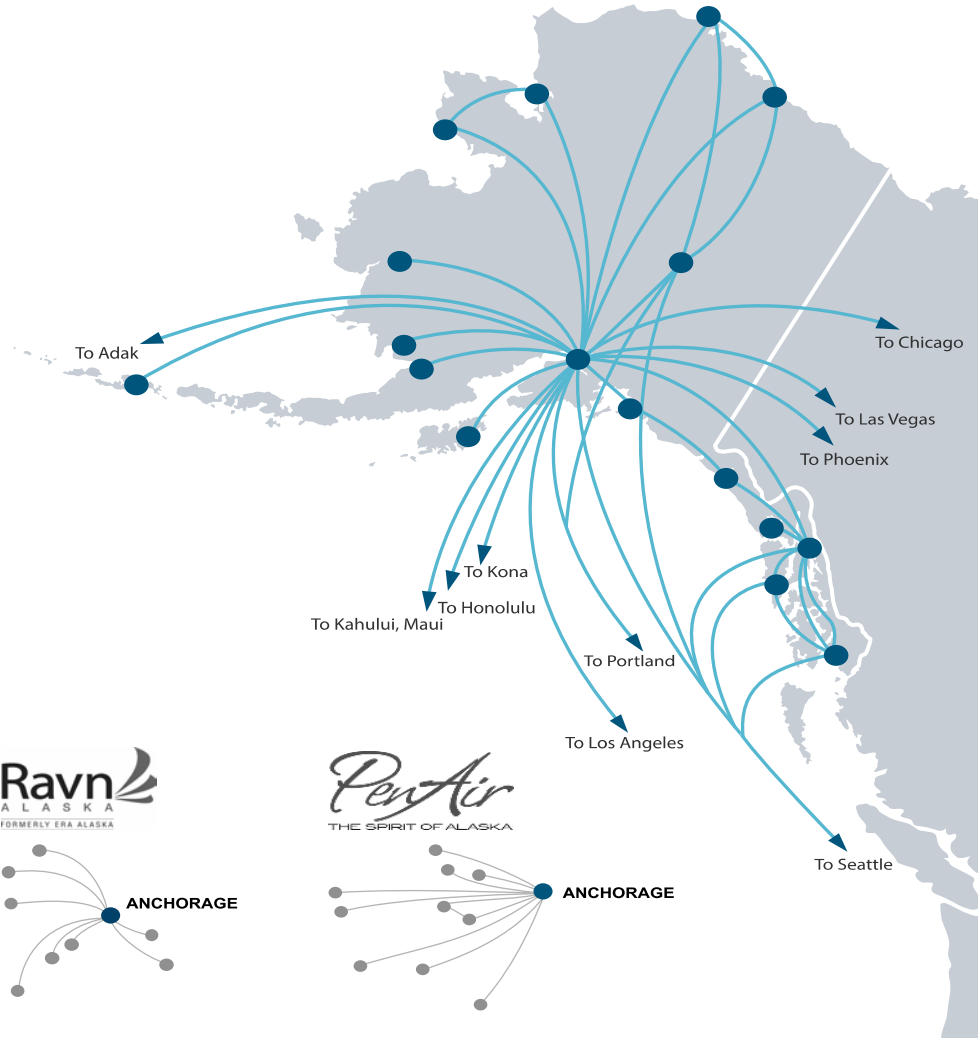 To Adak
To Chicago
To Las Vegas
To Phoenix
To Kona
To Honolulu
To Kahului, Maui
To Portland
To Los Angeles
To Seattle
Ravn
ALASKA
FORMERLY ERA ALASKA
PenAir
THE SPIRIT OF ALASKA
ANCHORAGE
ANCHORAGE